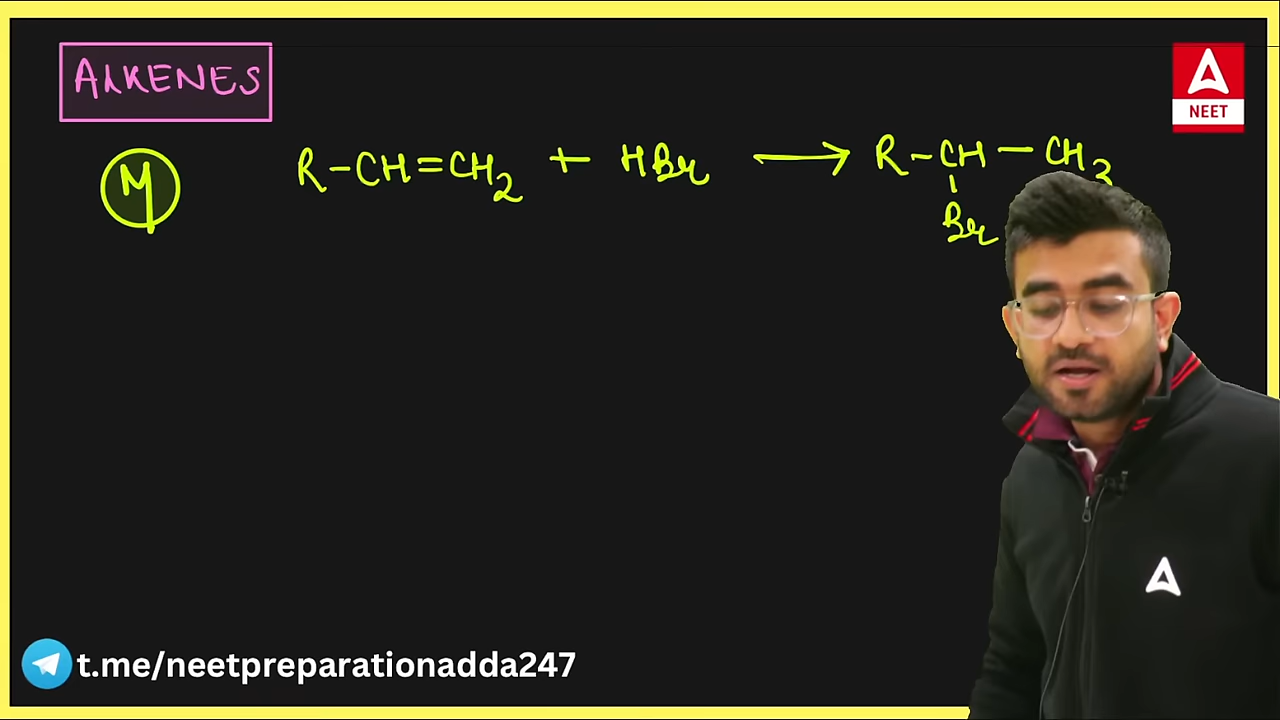 ALKENES
NEET
M
R-CH=CH2 + HBr ⟶ R-CH-CH3
Br
t.me/neetpreparationadda247